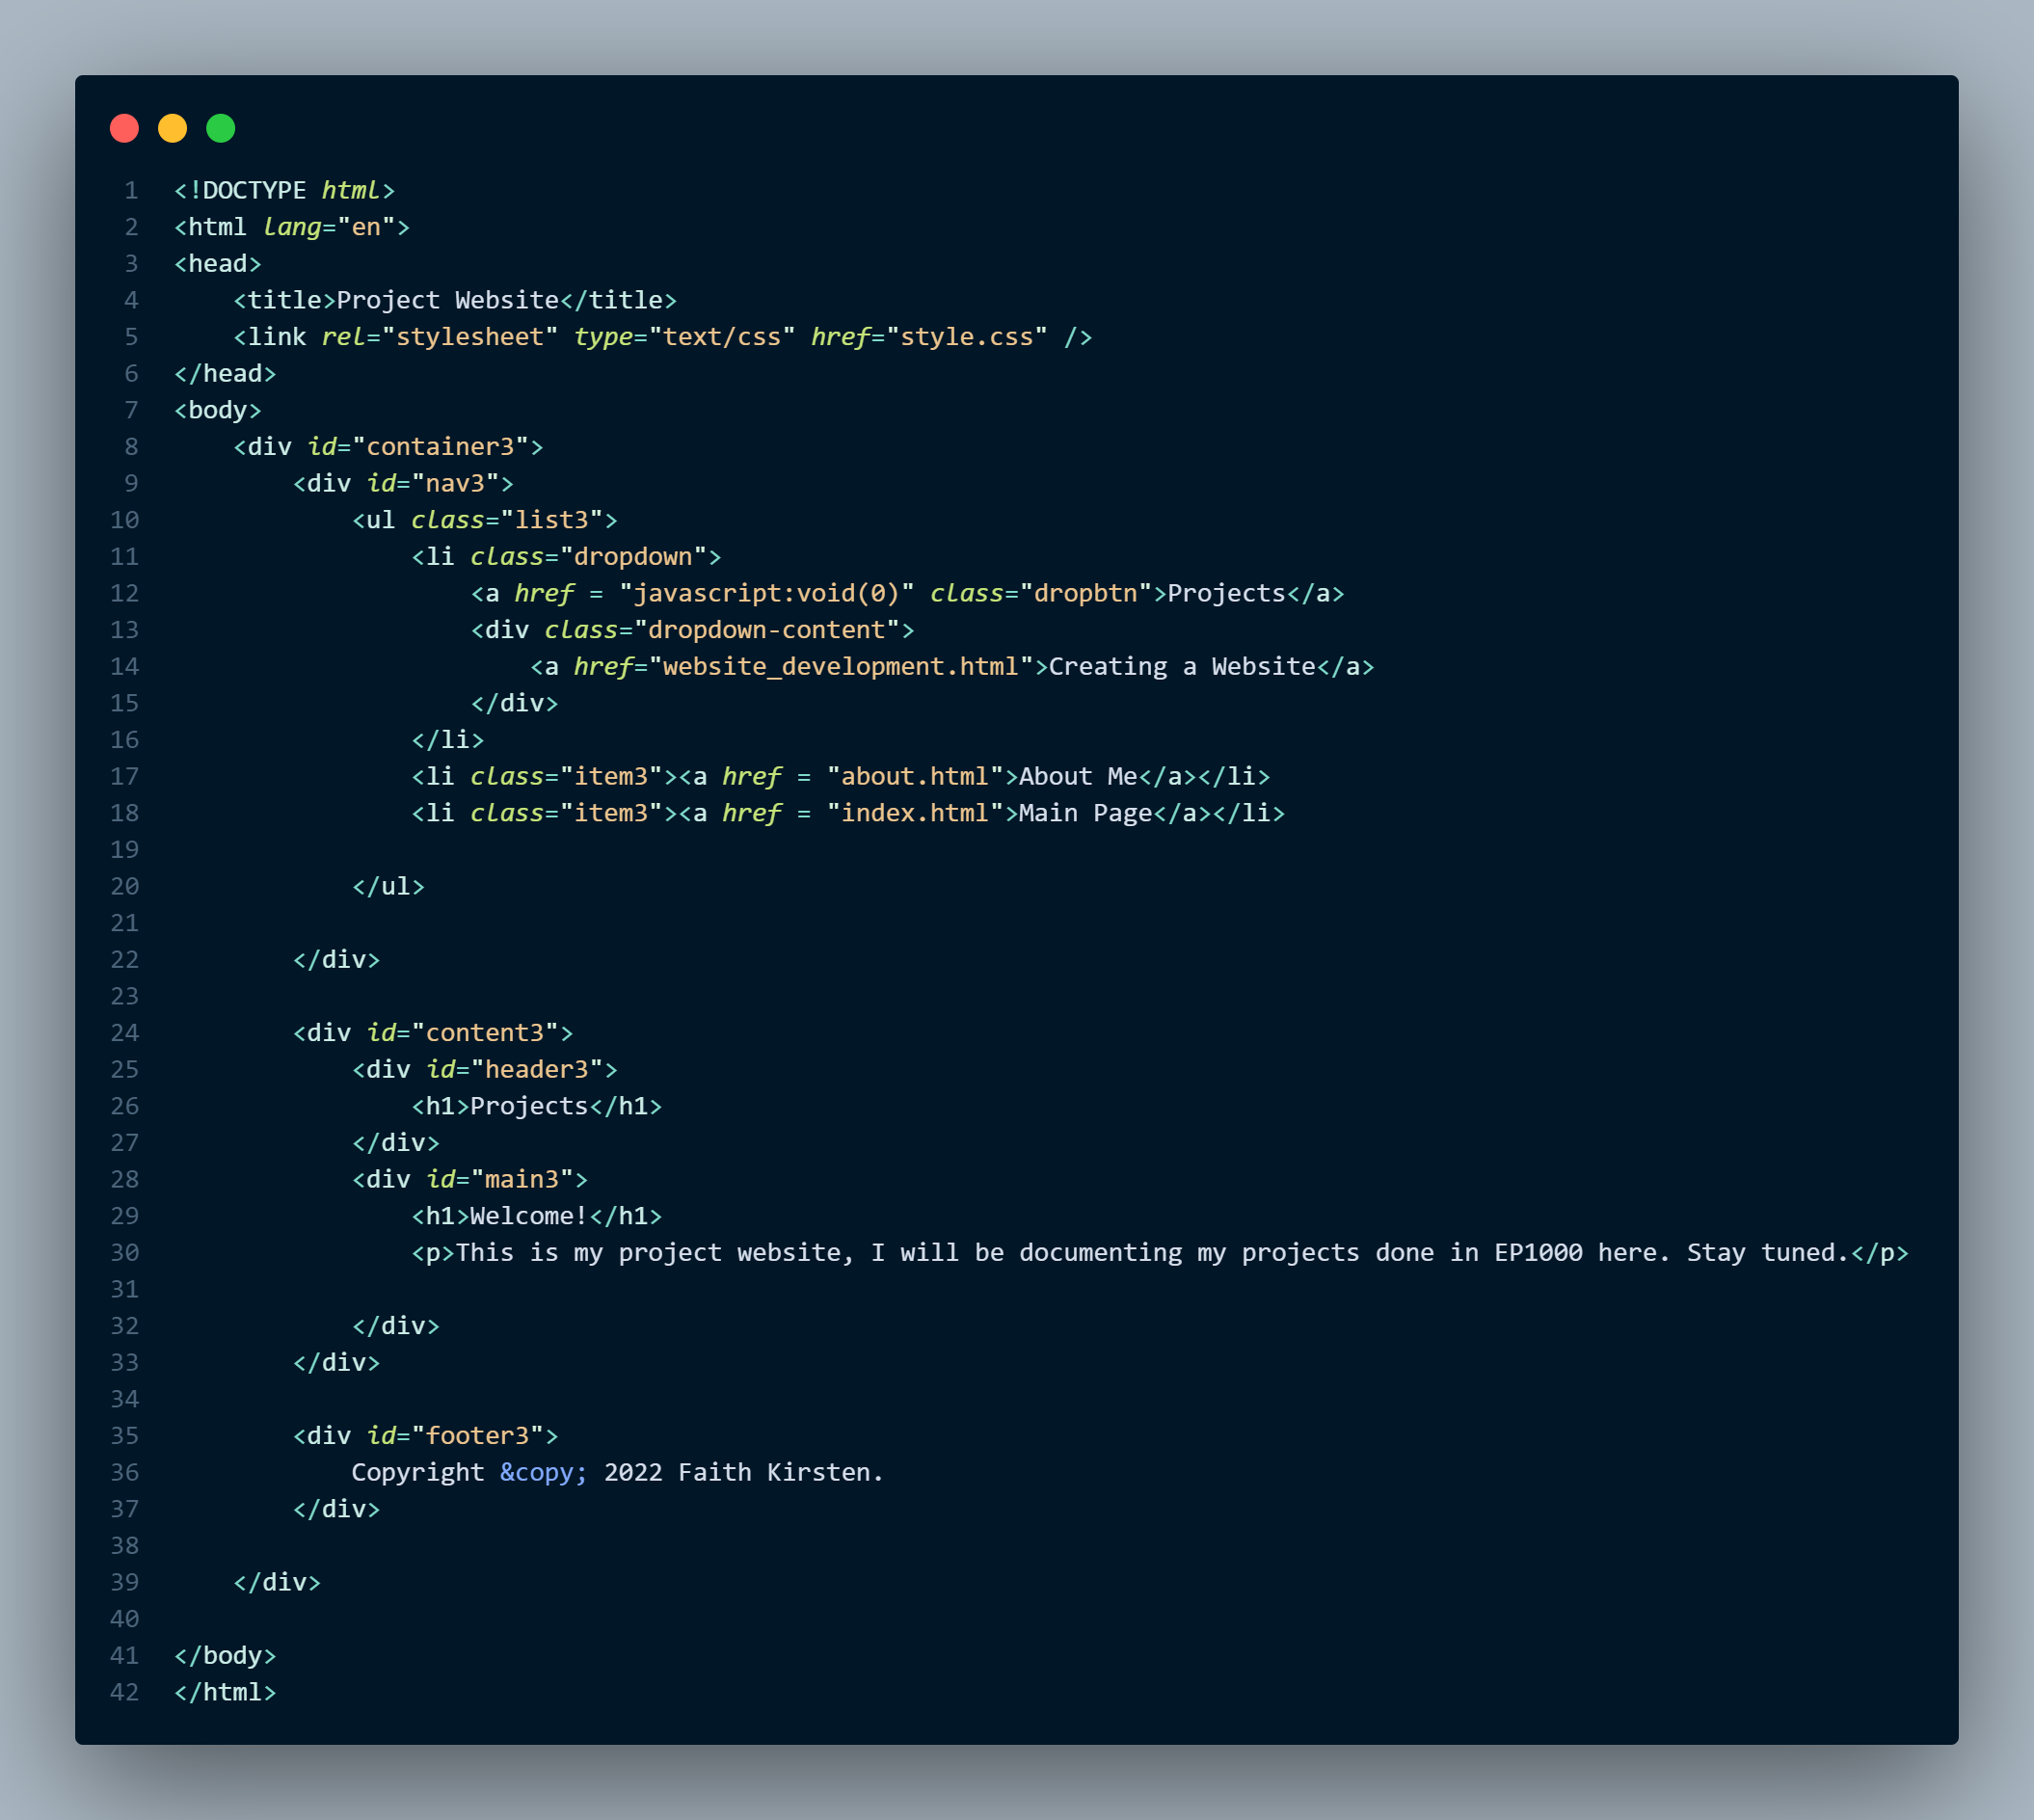 1 <!DOCTYPE html>
2 <html lang="en">
3 <head>
4     <title>Project Website</title>
5     <link rel="stylesheet" type="text/css" href="style.css" />
6 </head>
7 <body>
8     <div id="container3">
9         <div id="nav3">
10             <ul class="list3">
11                 <li class="dropdown">
12                     <a href = "javascript:void(0)" class="dropbtn">Projects</a>
13                     <div class="dropdown-content">
14                         <a href="website_development.html">Creating a Website</a>
15                     </div>
16                 </li>
17                 <li class="item3"><a href = "about.html">About Me</a></li>
18                 <li class="item3"><a href = "index.html">Main Page</a></li>
19
20             </ul>
21
22         </div>
23
24         <div id="content3">
25             <div id="header3">
26                 <h1>Projects</h1>
27             </div>
28             <div id="main3">
29                 <h1>Welcome!</h1>
30                 <p>This is my project website, I will be documenting my projects done in EP1000 here. Stay tuned.</p>
31
32             </div>
33         </div>
34
35         <div id="footer3">
36             Copyright &copy; 2022 Faith Kirsten.
37         </div>
38
39     </div>
40
41 </body>
42 </html>